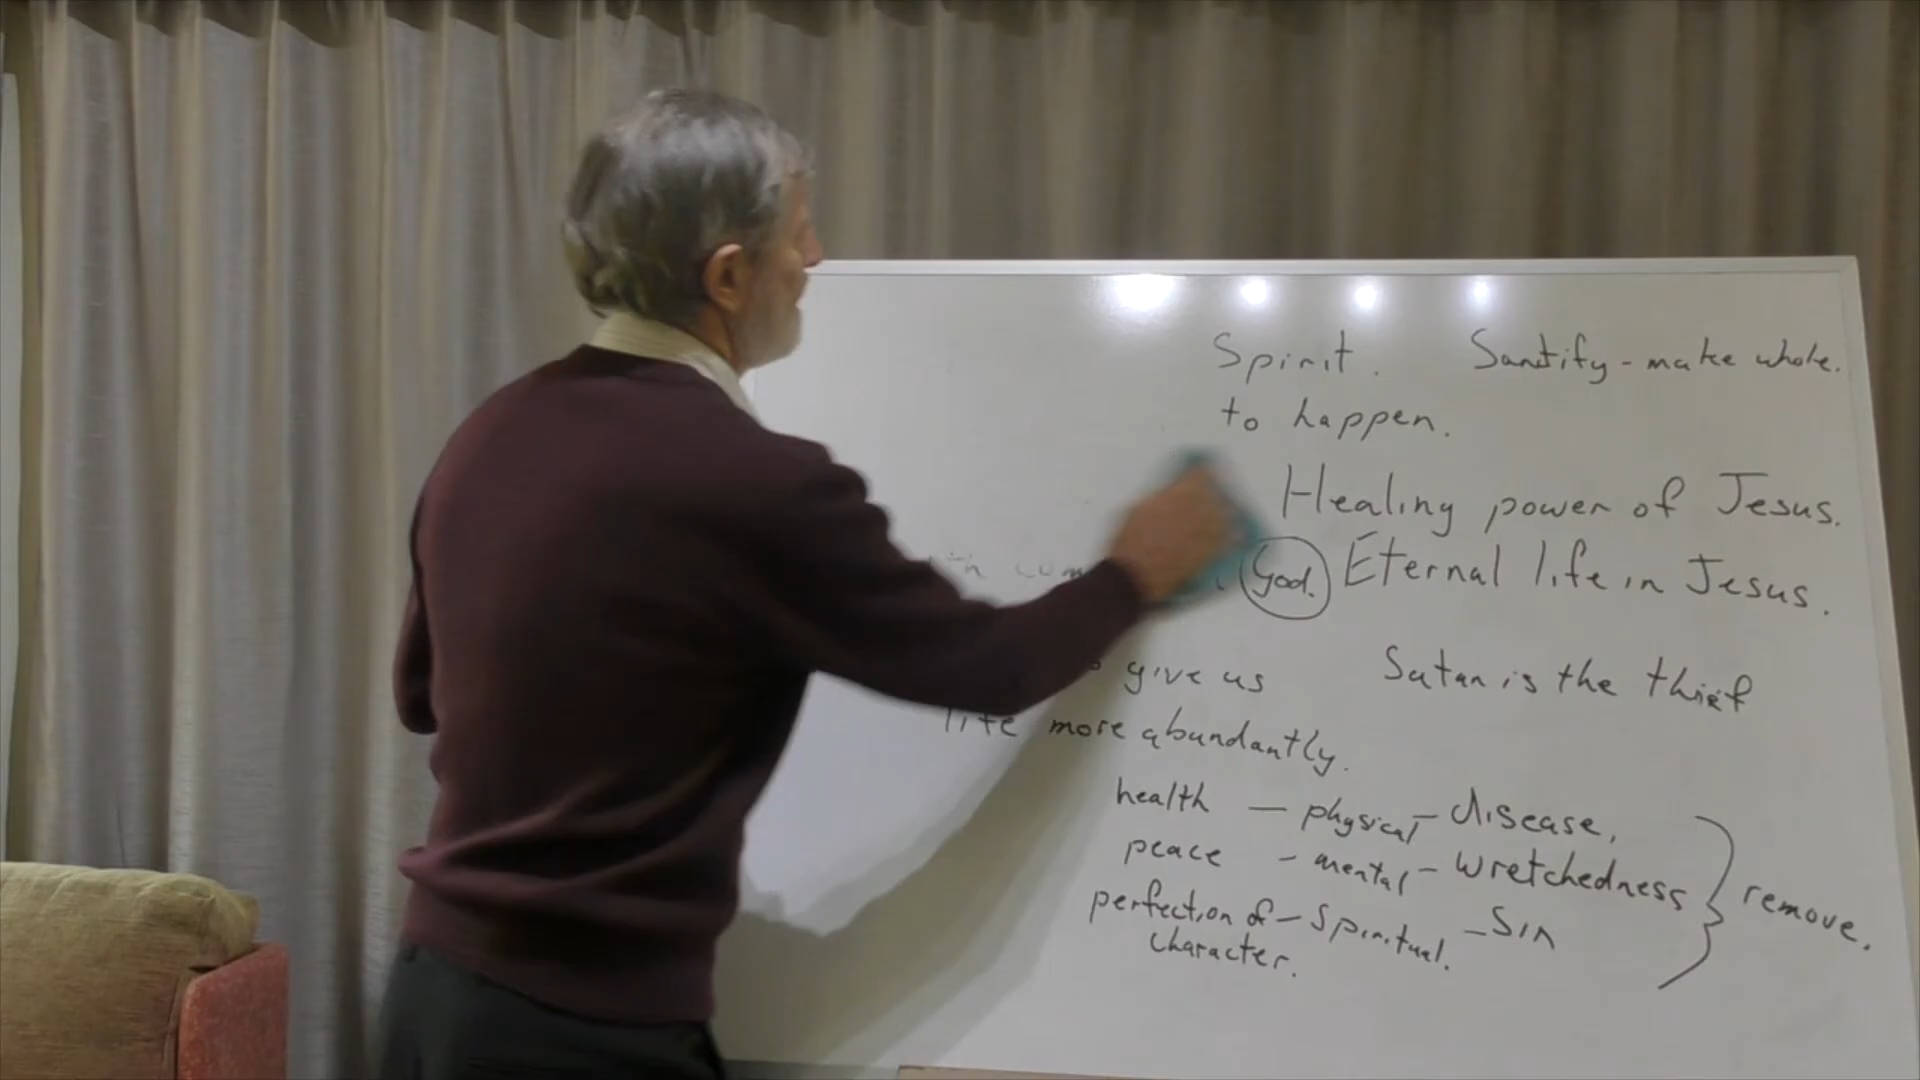 Spirit. Santify - make whole.
to happen.
Healing power of Jesus.
God. Eternal life in Jesus.
give us Satan is the thief
life more abundantly.
health - physical - disease,
peace - mental - wretchedness
remove.
perfection of - Spiritual. - Sin
character.